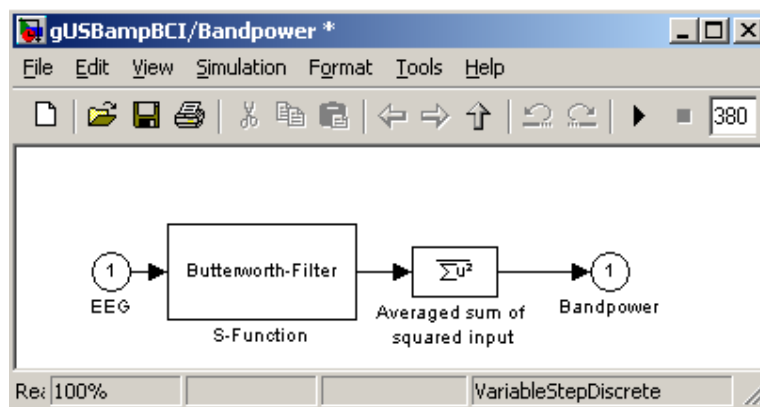 gUSBampBCI/Bandpower *
File Edit View Simulation Format Tools Help
380
Butterworth-Filter
∑u²
1
1
EEG
Bandpower
S-Function
Averaged sum of
squared input
100%
VariableStepDiscrete